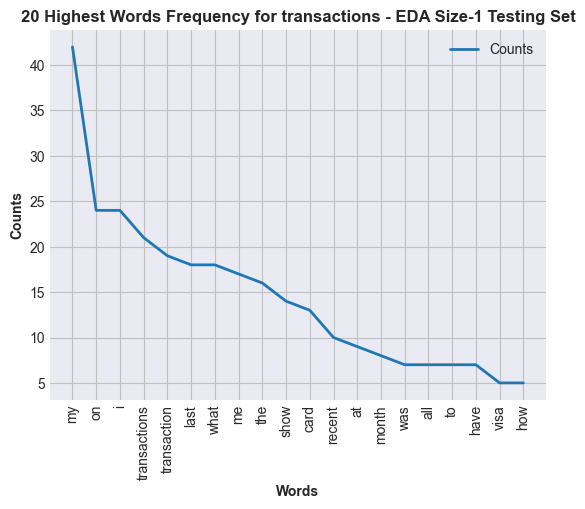 20 Highest Words Frequency for transactions - EDA Size-1 Testing Set
Counts
40
35
30
25
20
15
10
5
Counts
my
on
i
transactions
transaction
last
what
me
the
show
card
recent
at
month
was
all
to
have
visa
how
Words